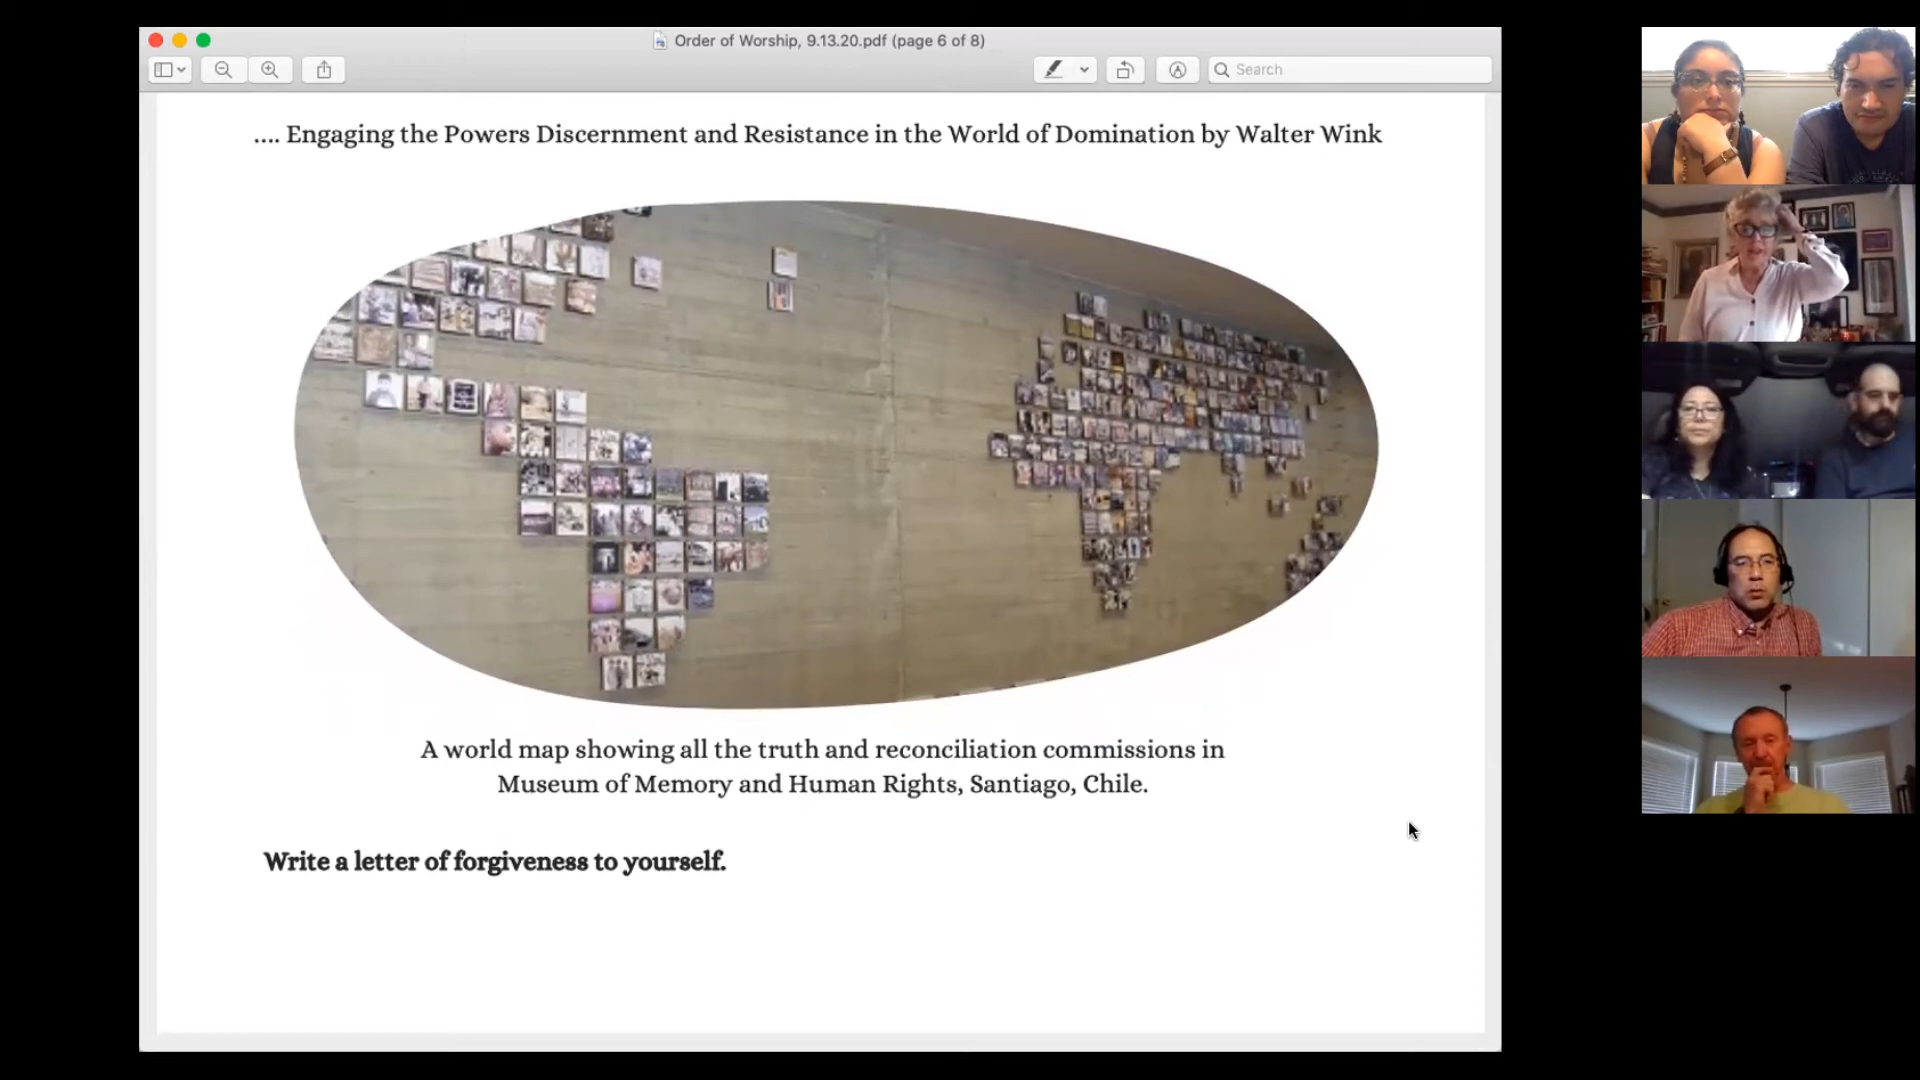 Order of Worship, 9.13.20.pdf (page 6 of 8)
Search
.... Engaging the Powers Discernment and Resistance in the World of Domination by Walter Wink
A world map showing all the truth and reconciliation commissions in
Museum of Memory and Human Rights, Santiago, Chile.
Write a letter of forgiveness to yourself.